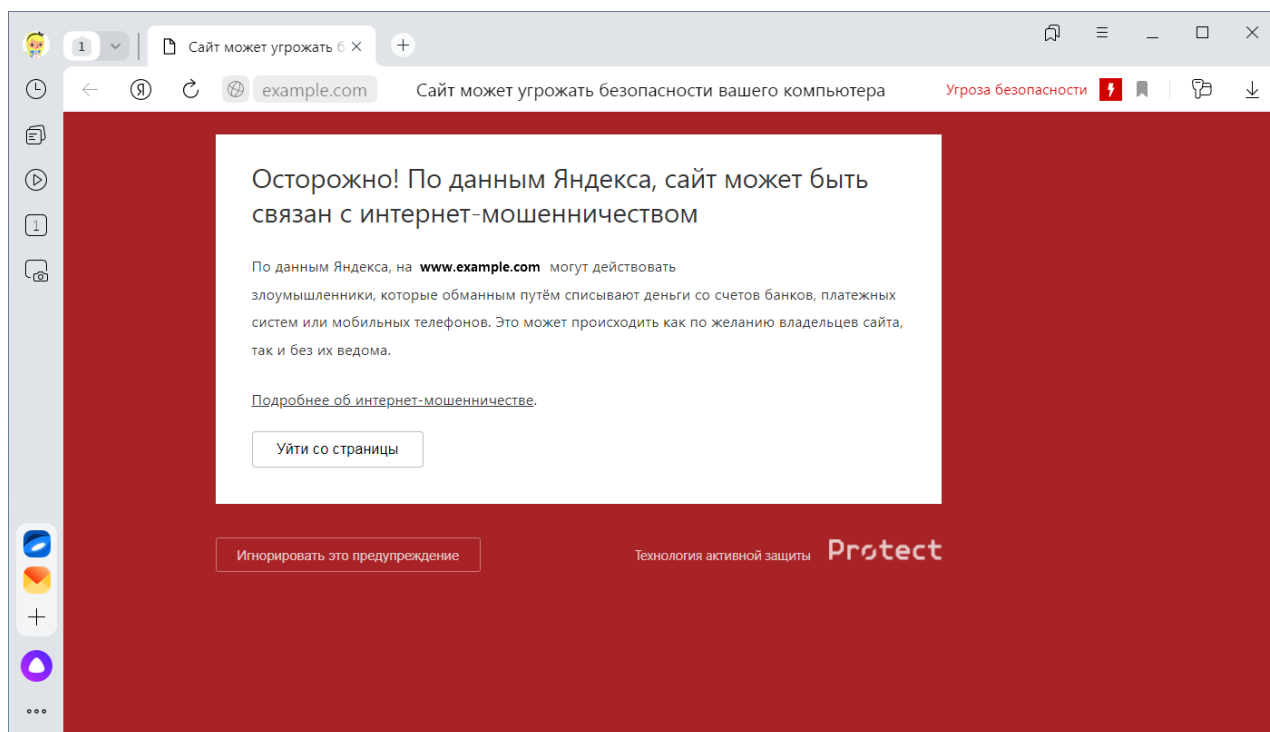 1
Сайт может угрожать б
example.com
Сайт может угрожать безопасности вашего компьютера
Угроза безопасности
1
Осторожно! По данным Яндекса, сайт может быть
связан с интернет-мошенничеством
По данным Яндекса, на www.example.com могут действовать
злоумышленники, которые обманным путём списывают деньги со счетов банков, платежных
систем или мобильных телефонов. Это может происходить как по желанию владельцев сайта,
так и без их ведома.
Подробнее об интернет-мошенничестве.
Уйти со страницы
Игнорировать это предупреждение
Технология активной защиты Protect